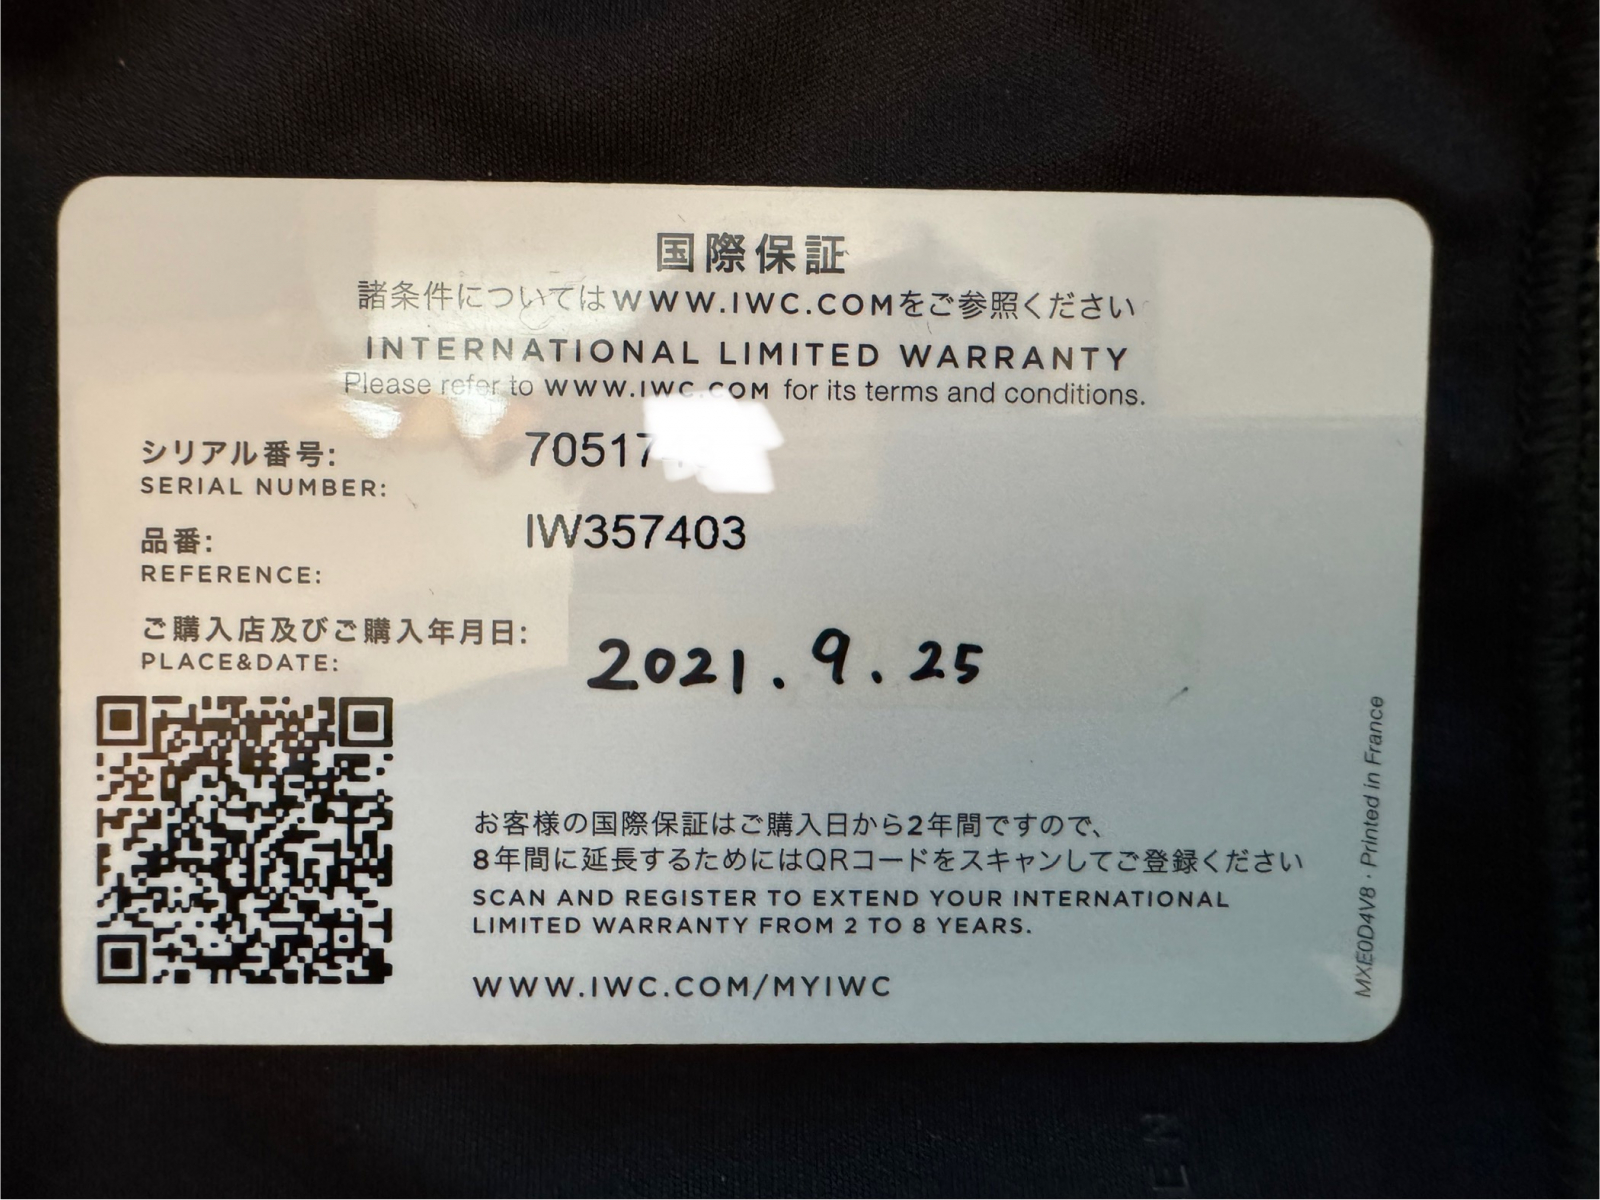 国際保証
諸条件についてはWWW.IWC.COMをご参照ください
INTERNATIONAL LIMITED WARRANTY
Please refer to WWW.IWC.COM for its terms and conditions.
シリアル番号:
SERIAL NUMBER:
70517
品番:
REFERENCE:
IW357403
ご購入店及びご購入年月日:
PLACE&DATE:
2021.9.25
お客様の国際保証はご購入日から2年間ですので、
8年間に延長するためにはQRコードをスキャンしてご登録ください
SCAN AND REGISTER TO EXTEND YOUR INTERNATIONAL
LIMITED WARRANTY FROM 2 TO 8 YEARS.
WWW.IWC.COM/MYIWC
MXE0D4V8 · Printed in France